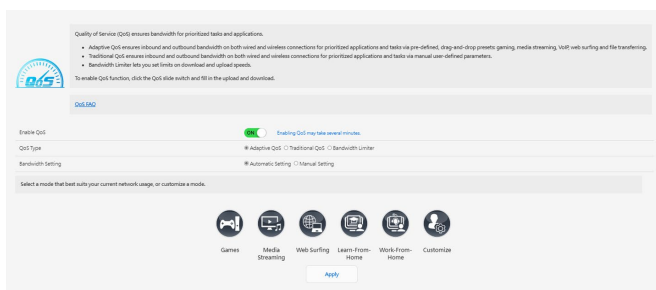 Quality of Service (QoS) ensures bandwidth for prioritized tasks and applications.
Adaptive QoS ensures inbound and outbound bandwidth on both wired and wireless connections for prioritized applications and tasks via pre-defined, drag-and-drop presets: gaming, media streaming, VoIP, web surfing and file transferring.
Traditional QoS ensures inbound and outbound bandwidth on both wired and wireless connections for prioritized applications and tasks via manual user-defined parameters.
Bandwidth Limiter lets you set limits on download and upload speeds.
To enable QoS function, click the QoS slide switch and fill in the upload and download.
QoS
QoS FAQ
Enable QoS ON Enabling QoS may take several minutes.
QoS Type Adaptive QoS Traditional QoS Bandwidth Limiter
Bandwidth Setting Automatic Setting Manual Setting
Select a mode that best suits your current network usage, or customize a mode.
Games Media Web Surfing Learn-From- Work-From- Customize
Streaming Home Home
Apply